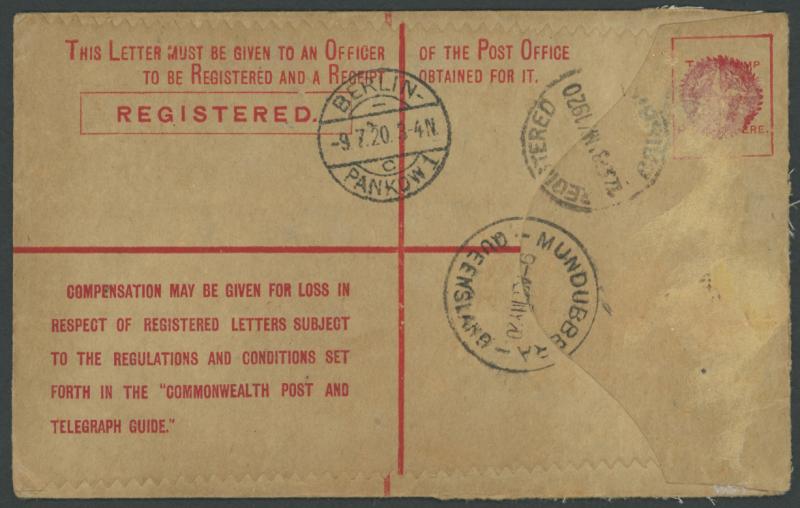 THIS LETTER MUST BE GIVEN TO AN OFFICER OF THE POST OFFICE
TO BE REGISTERED AND A RECEIPT OBTAINED FOR IT.
REGISTERED.
BERLIN-
-9.7.20.3-4N.
C
PANKOW 1
REGISTERED
1920
MUNDUBBE
QUEENSLAND
COMPENSATION MAY BE GIVEN FOR LOSS IN
RESPECT OF REGISTERED LETTERS SUBJECT
TO THE REGULATIONS AND CONDITIONS SET
FORTH IN THE "COMMONWEALTH POST AND
TELEGRAPH GUIDE."